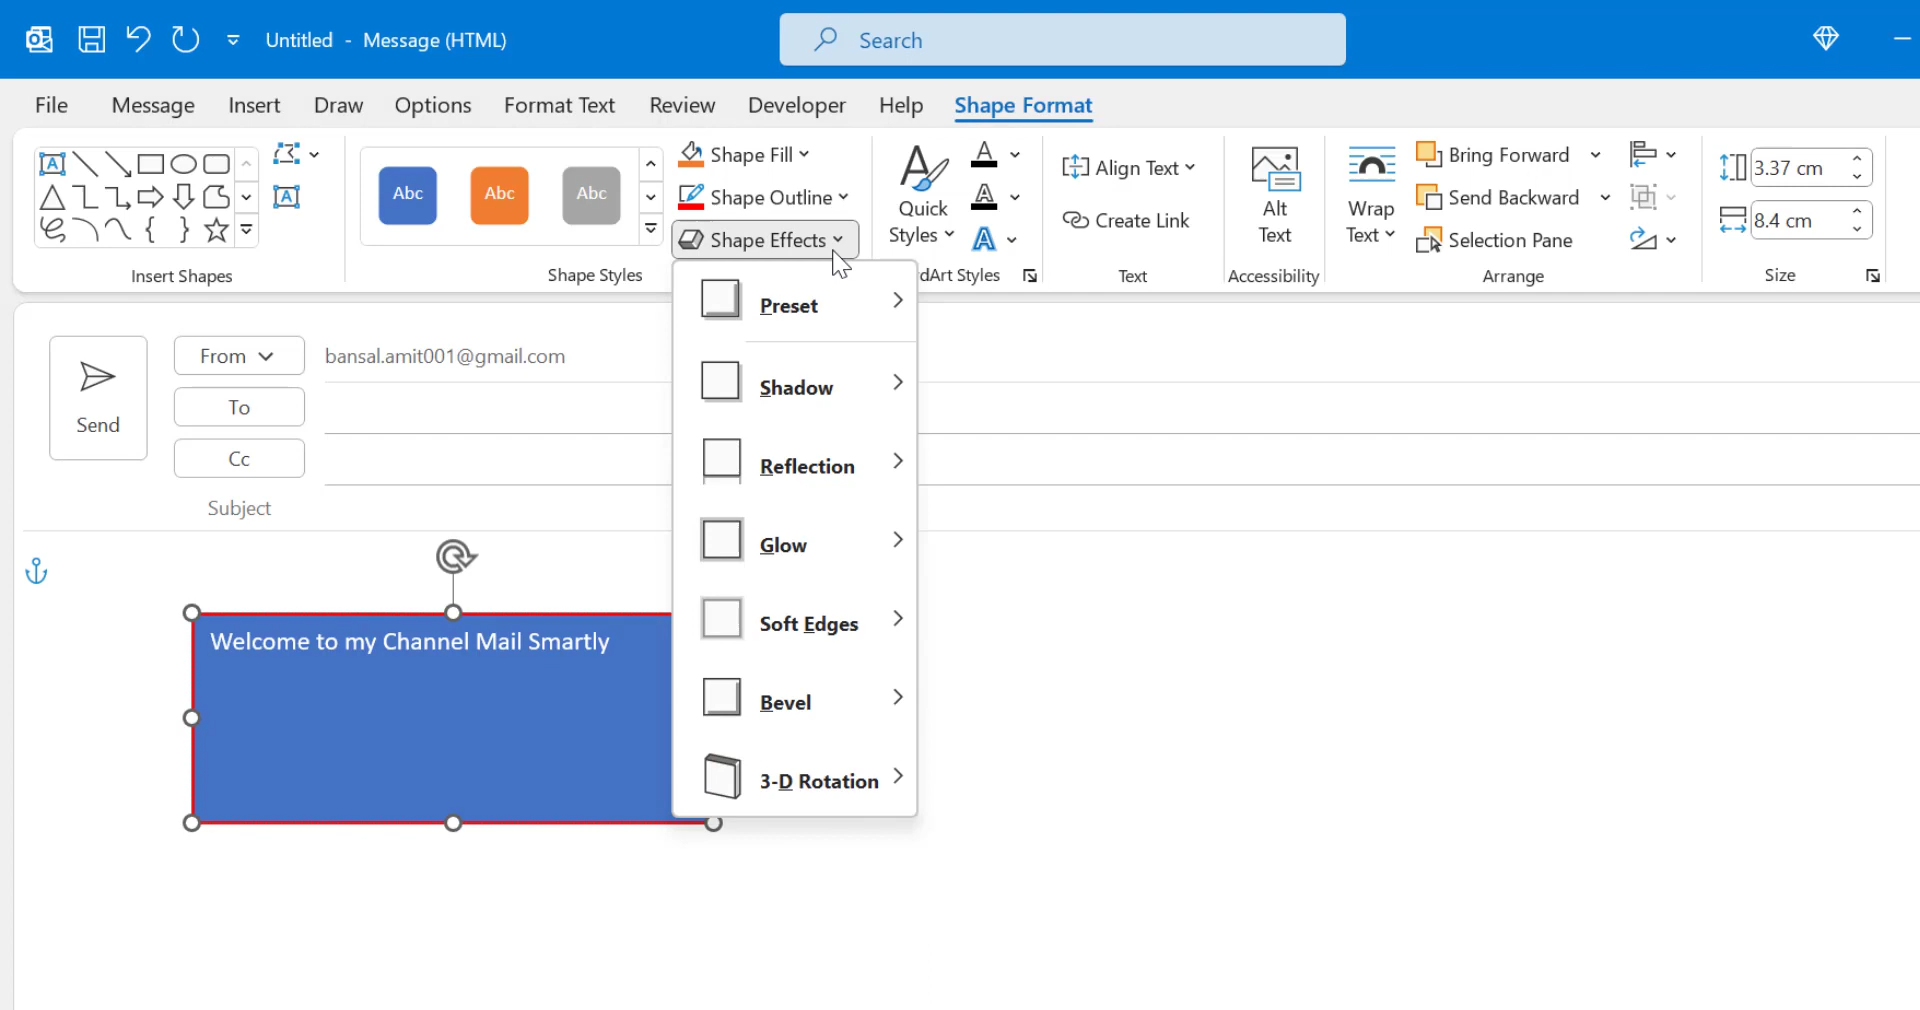 Untitled - Message (HTML)
Search
File Message Insert Draw Options Format Text Review Developer Help Shape Format
Abc Abc Abc
Shape Fill
Shape Outline
Shape Effects
Quick
Styles
A
A
A
Align Text
Create Link
Alt
Text
Wrap
Text
Bring Forward
Send Backward
Selection Pane
3.37 cm
8.4 cm
Insert Shapes
Shape Styles
dArt Styles
Text
Accessibility
Arrange
Size
Preset
Shadow
Reflection
Glow
Soft Edges
Bevel
3-D Rotation
Send
From
bansal.amit001@gmail.com
To
Cc
Subject
Welcome to my Channel Mail Smartly